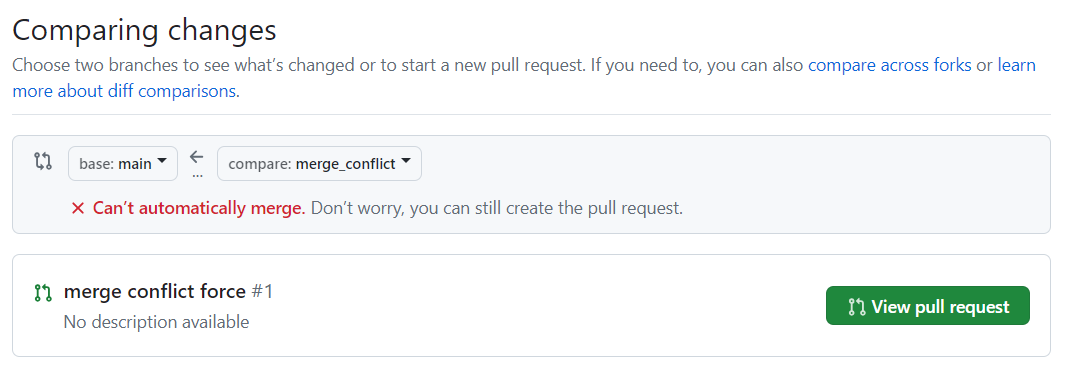 Comparing changes
Choose two branches to see what’s changed or to start a new pull request. If you need to, you can also compare across forks or learn
more about diff comparisons.
base: main
...
compare: merge_conflict
Can’t automatically merge. Don’t worry, you can still create the pull request.
merge conflict force #1
View pull request
No description available